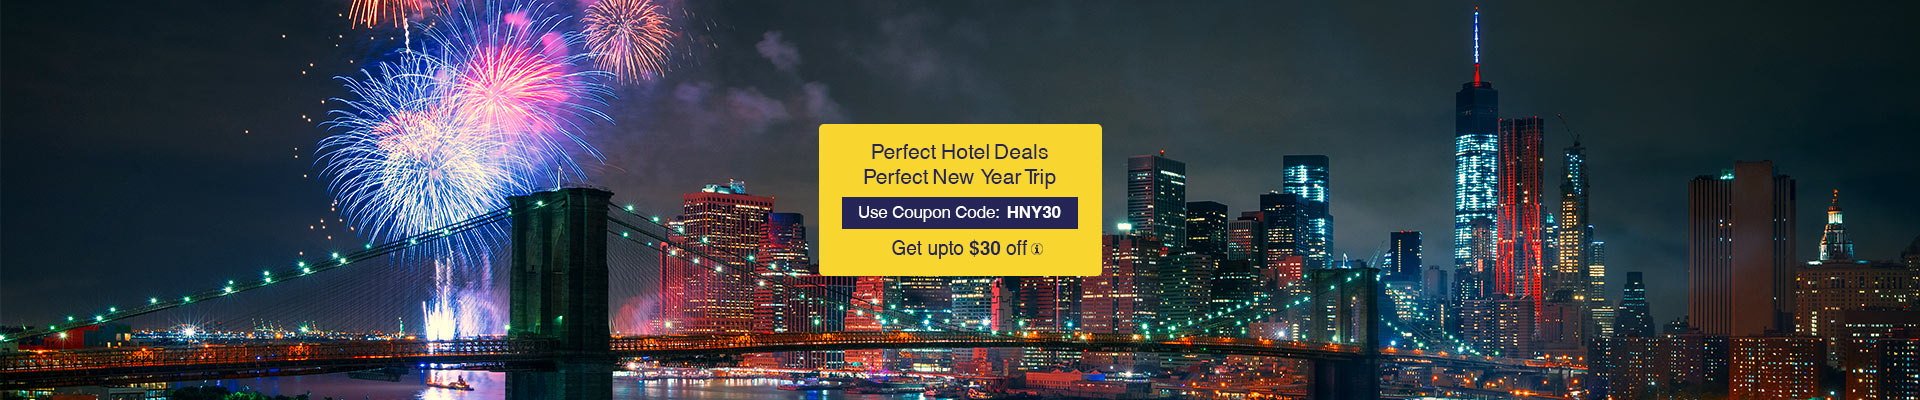 Perfect Hotel Deals
Perfect New Year Trip
Use Coupon Code: HNY30
Get upto $30 off